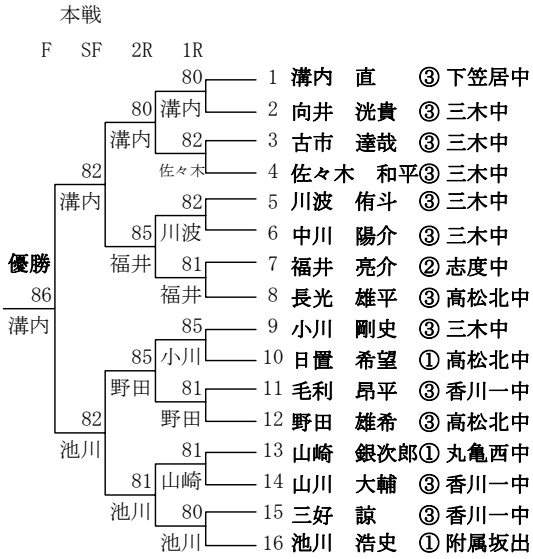 本戦
F SF 2R 1R
80 1 溝内 直 ③ 下笠居中
80 溝内 2 向井 洸貴 ③ 三木中
溝内 82 3 古市 達哉 ③ 三木中
82 佐々木 4 佐々木 和平③ 三木中
溝内 82 5 川波 侑斗 ③ 三木中
85 川波 6 中川 陽介 ③ 三木中
優勝 福井 81 7 福井 亮介 ② 志度中
86 福井 8 長光 雄平 ③ 高松北中
溝内 85 9 小川 剛史 ③ 三木中
85 小川 10 日置 希望 ① 高松北中
野田 81 11 毛利 昂平 ③ 香川一中
82 野田 12 野田 雄希 ③ 高松北中
池川 81 13 山崎 銀次郎① 丸亀西中
81 山崎 14 山川 大輔 ③ 香川一中
池川 80 15 三好 諒 ③ 香川一中
池川 16 池川 浩史 ① 附属坂出